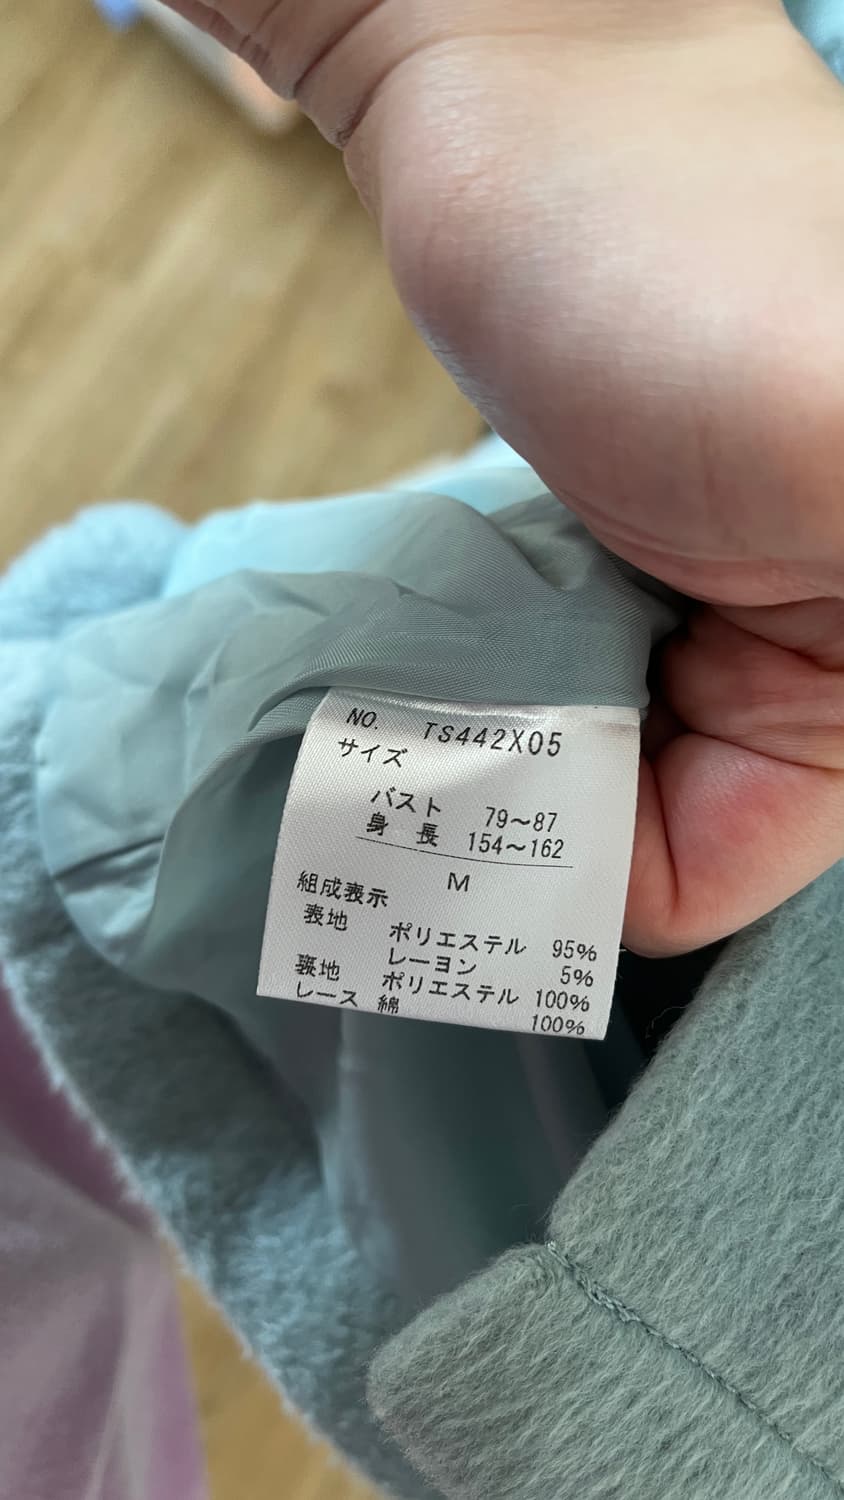 NO. TS442X05
サイズ
バスト 79～87
身 長 154～162
M
組成表示
表地 ポリエステル 95%
レーヨン 5%
裏地 ポリエステル 100%
レース 綿 100%